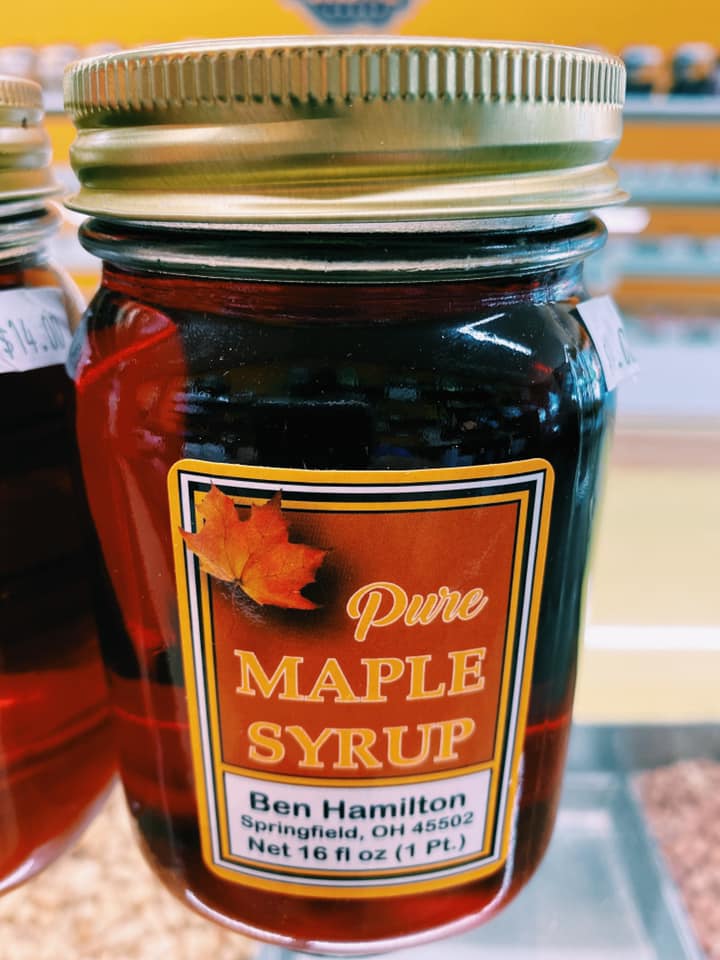 $14.00
Pure
MAPLE
SYRUP
Ben Hamilton
Springfield, OH 45502
Net 16 fl oz (1 Pt.)